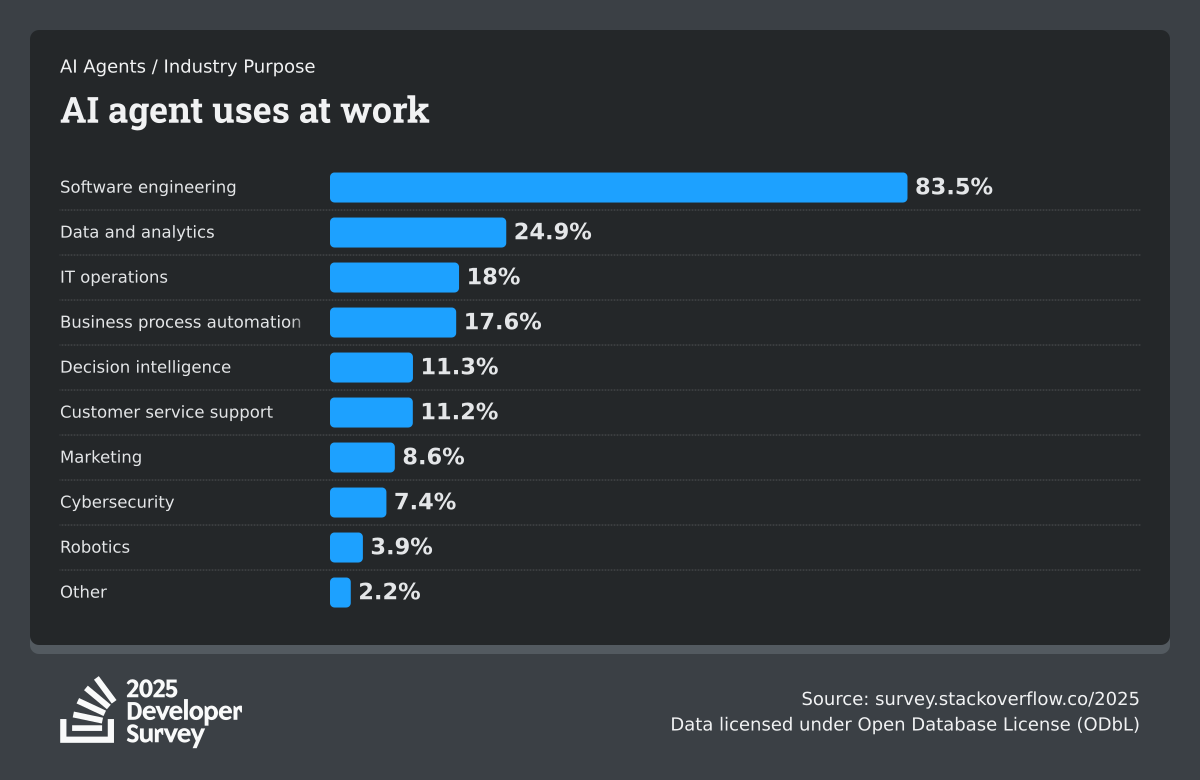 AI Agents / Industry Purpose
AI agent uses at work
Software engineering 83.5%
Data and analytics 24.9%
IT operations 18%
Business process automation 17.6%
Decision intelligence 11.3%
Customer service support 11.2%
Marketing 8.6%
Cybersecurity 7.4%
Robotics 3.9%
Other 2.2%
2025
Developer
Survey
Source: survey.stackoverflow.co/2025
Data licensed under Open Database License (ODbL)